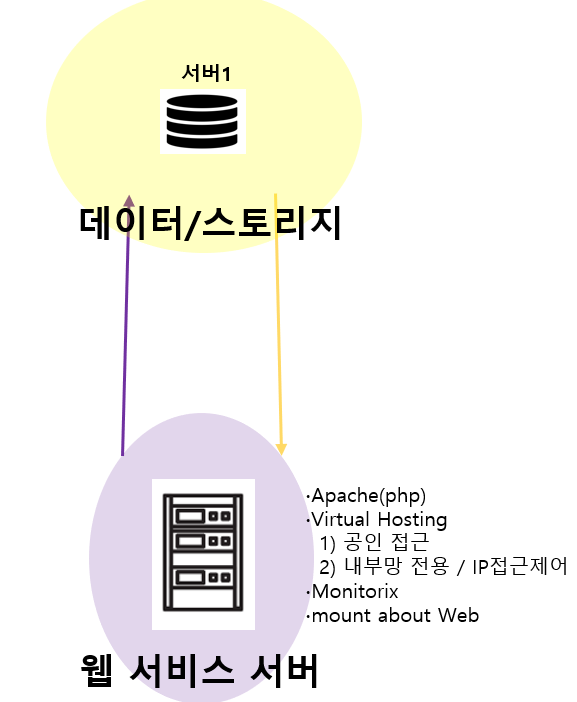 서버1
데이터/스토리지
·Apache(php)
·Virtual Hosting
1) 공인 접근
2) 내부망 전용 / IP접근제어
·Monitorix
·mount about Web
웹 서비스 서버